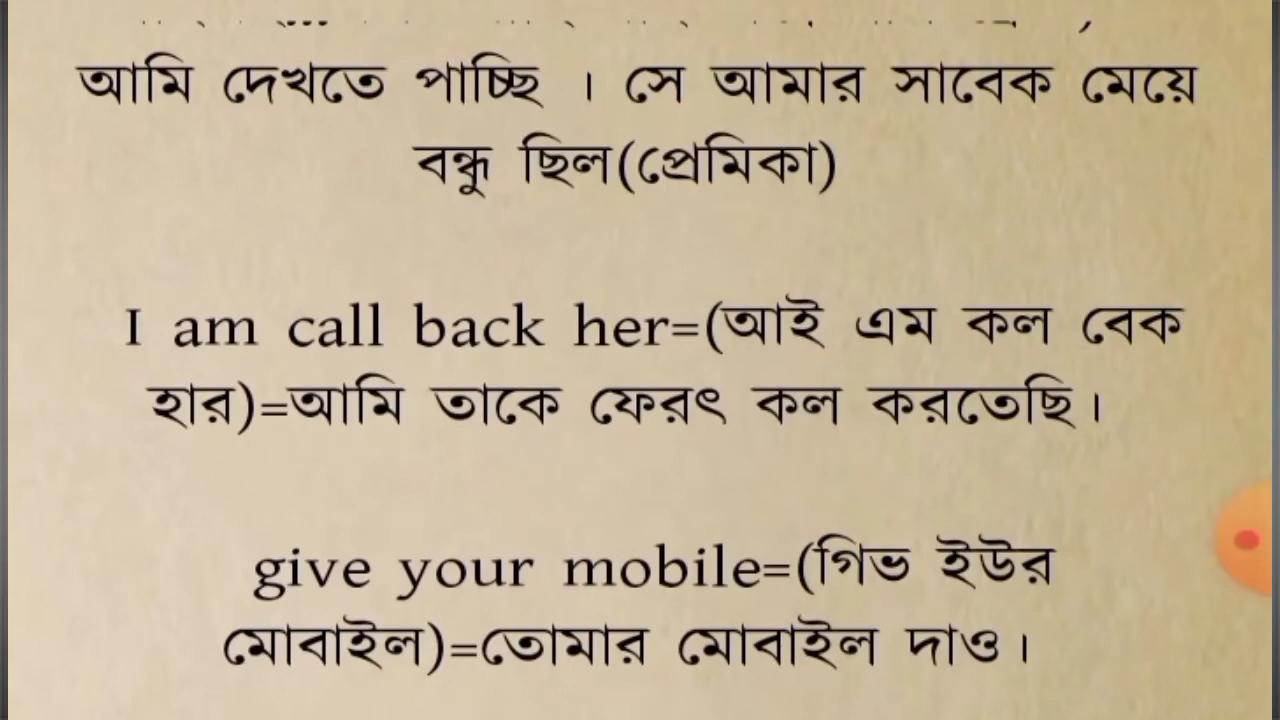 আমি দেখতে পাচ্ছি । সে আমার সাবেক মেয়ে
বন্ধু ছিল(প্রেমিকা)
I am call back her=(আই এম কল বেক
হার)=আমি তাকে ফেরৎ কল করতেছি।
give your mobile=(গিভ ইউর
মোবাইল)=তোমার মোবাইল দাও।